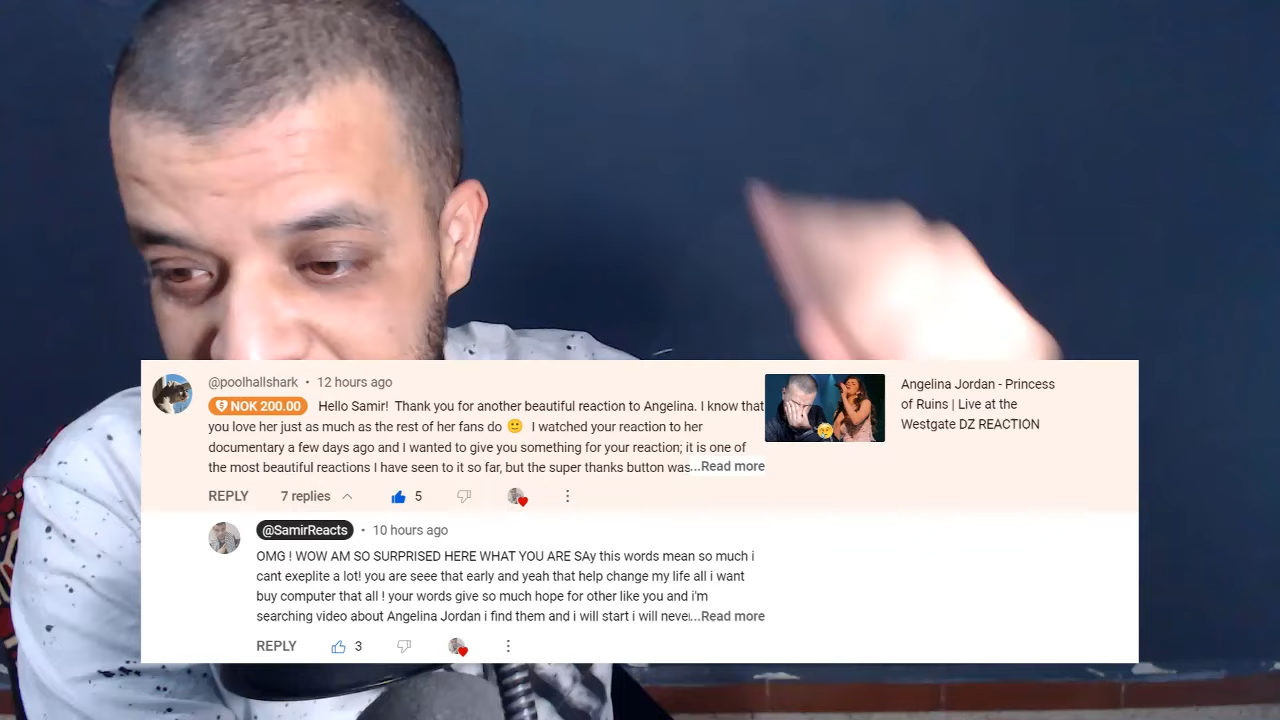 @poolhallshark • 12 hours ago
NOK 200.00 Hello Samir! Thank you for another beautiful reaction to Angelina. I know that
you love her just as much as the rest of her fans do 🙂 I watched your reaction to her
documentary a few days ago and I wanted to give you something for your reaction; it is one of
the most beautiful reactions I have seen to it so far, but the super thanks button was...Read more
REPLY 7 replies 5
Angelina Jordan - Princess
of Ruins | Live at the
Westgate DZ REACTION
@SamirReacts • 10 hours ago
OMG ! WOW AM SO SURPRISED HERE WHAT YOU ARE SAy this words mean so much i
cant exeplite a lot! you are seee that early and yeah that help change my life all i want
buy computer that all ! your words give so much hope for other like you and i'm
searching video about Angelina Jordan i find them and i will start i will neve...Read more
REPLY 3